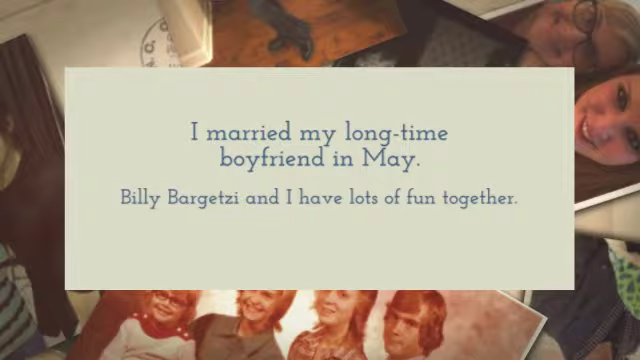 I married my long-time
boyfriend in May.
Billy Bargetzi and I have lots of fun together.